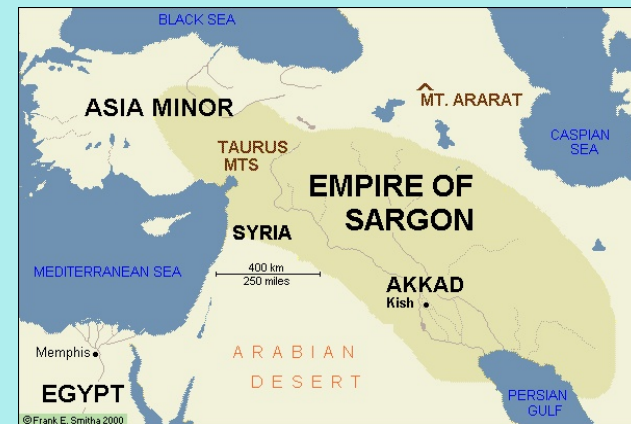 BLACK SEA
ASIA MINOR
MT. ARARAT
CASPIAN
SEA
TAURUS
MTS
EMPIRE OF
SARGON
SYRIA
MEDITERRANEAN SEA
400 km
250 miles
AKKAD
Kish
Memphis
ARABIAN
DESERT
EGYPT
PERSIAN
GULF
©Frank E. Smitha 2000